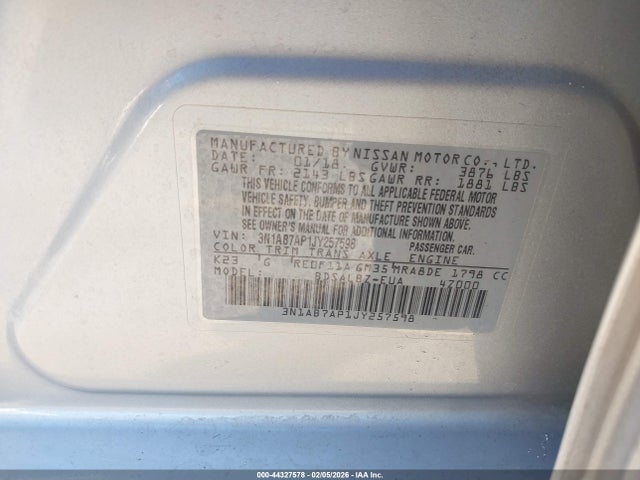 MANUFACTURED BY NISSAN MOTOR CO., LTD.
DATE: 01/18 GVWR: 3876 LBS
GAWR FR: 2143 LBS GAWR RR: 1881 LBS
THIS VEHICLE CONFORMS TO ALL APPLICABLE FEDERAL MOTOR
VEHICLE SAFETY, BUMPER AND THEFT PREVENTION STANDARDS
IN EFFECT ON THE DATE OF MANUFACTURE SHOWN ABOVE.
SEE OWNER'S MANUAL FOR ADDITIONAL INFORMATION.
VIN: 3N1AB7AP1JY257598 PASSENGER CAR.
COLOR TRIM TRANS AXLE ENGINE
K23 G RE0F11A GM35 MRA8DE 1798 CC
MODEL: BDSALBZ-EUA 47000
3N1AB7AP1JY257598
000-44327578 - 02/05/2026 - IAA Inc.